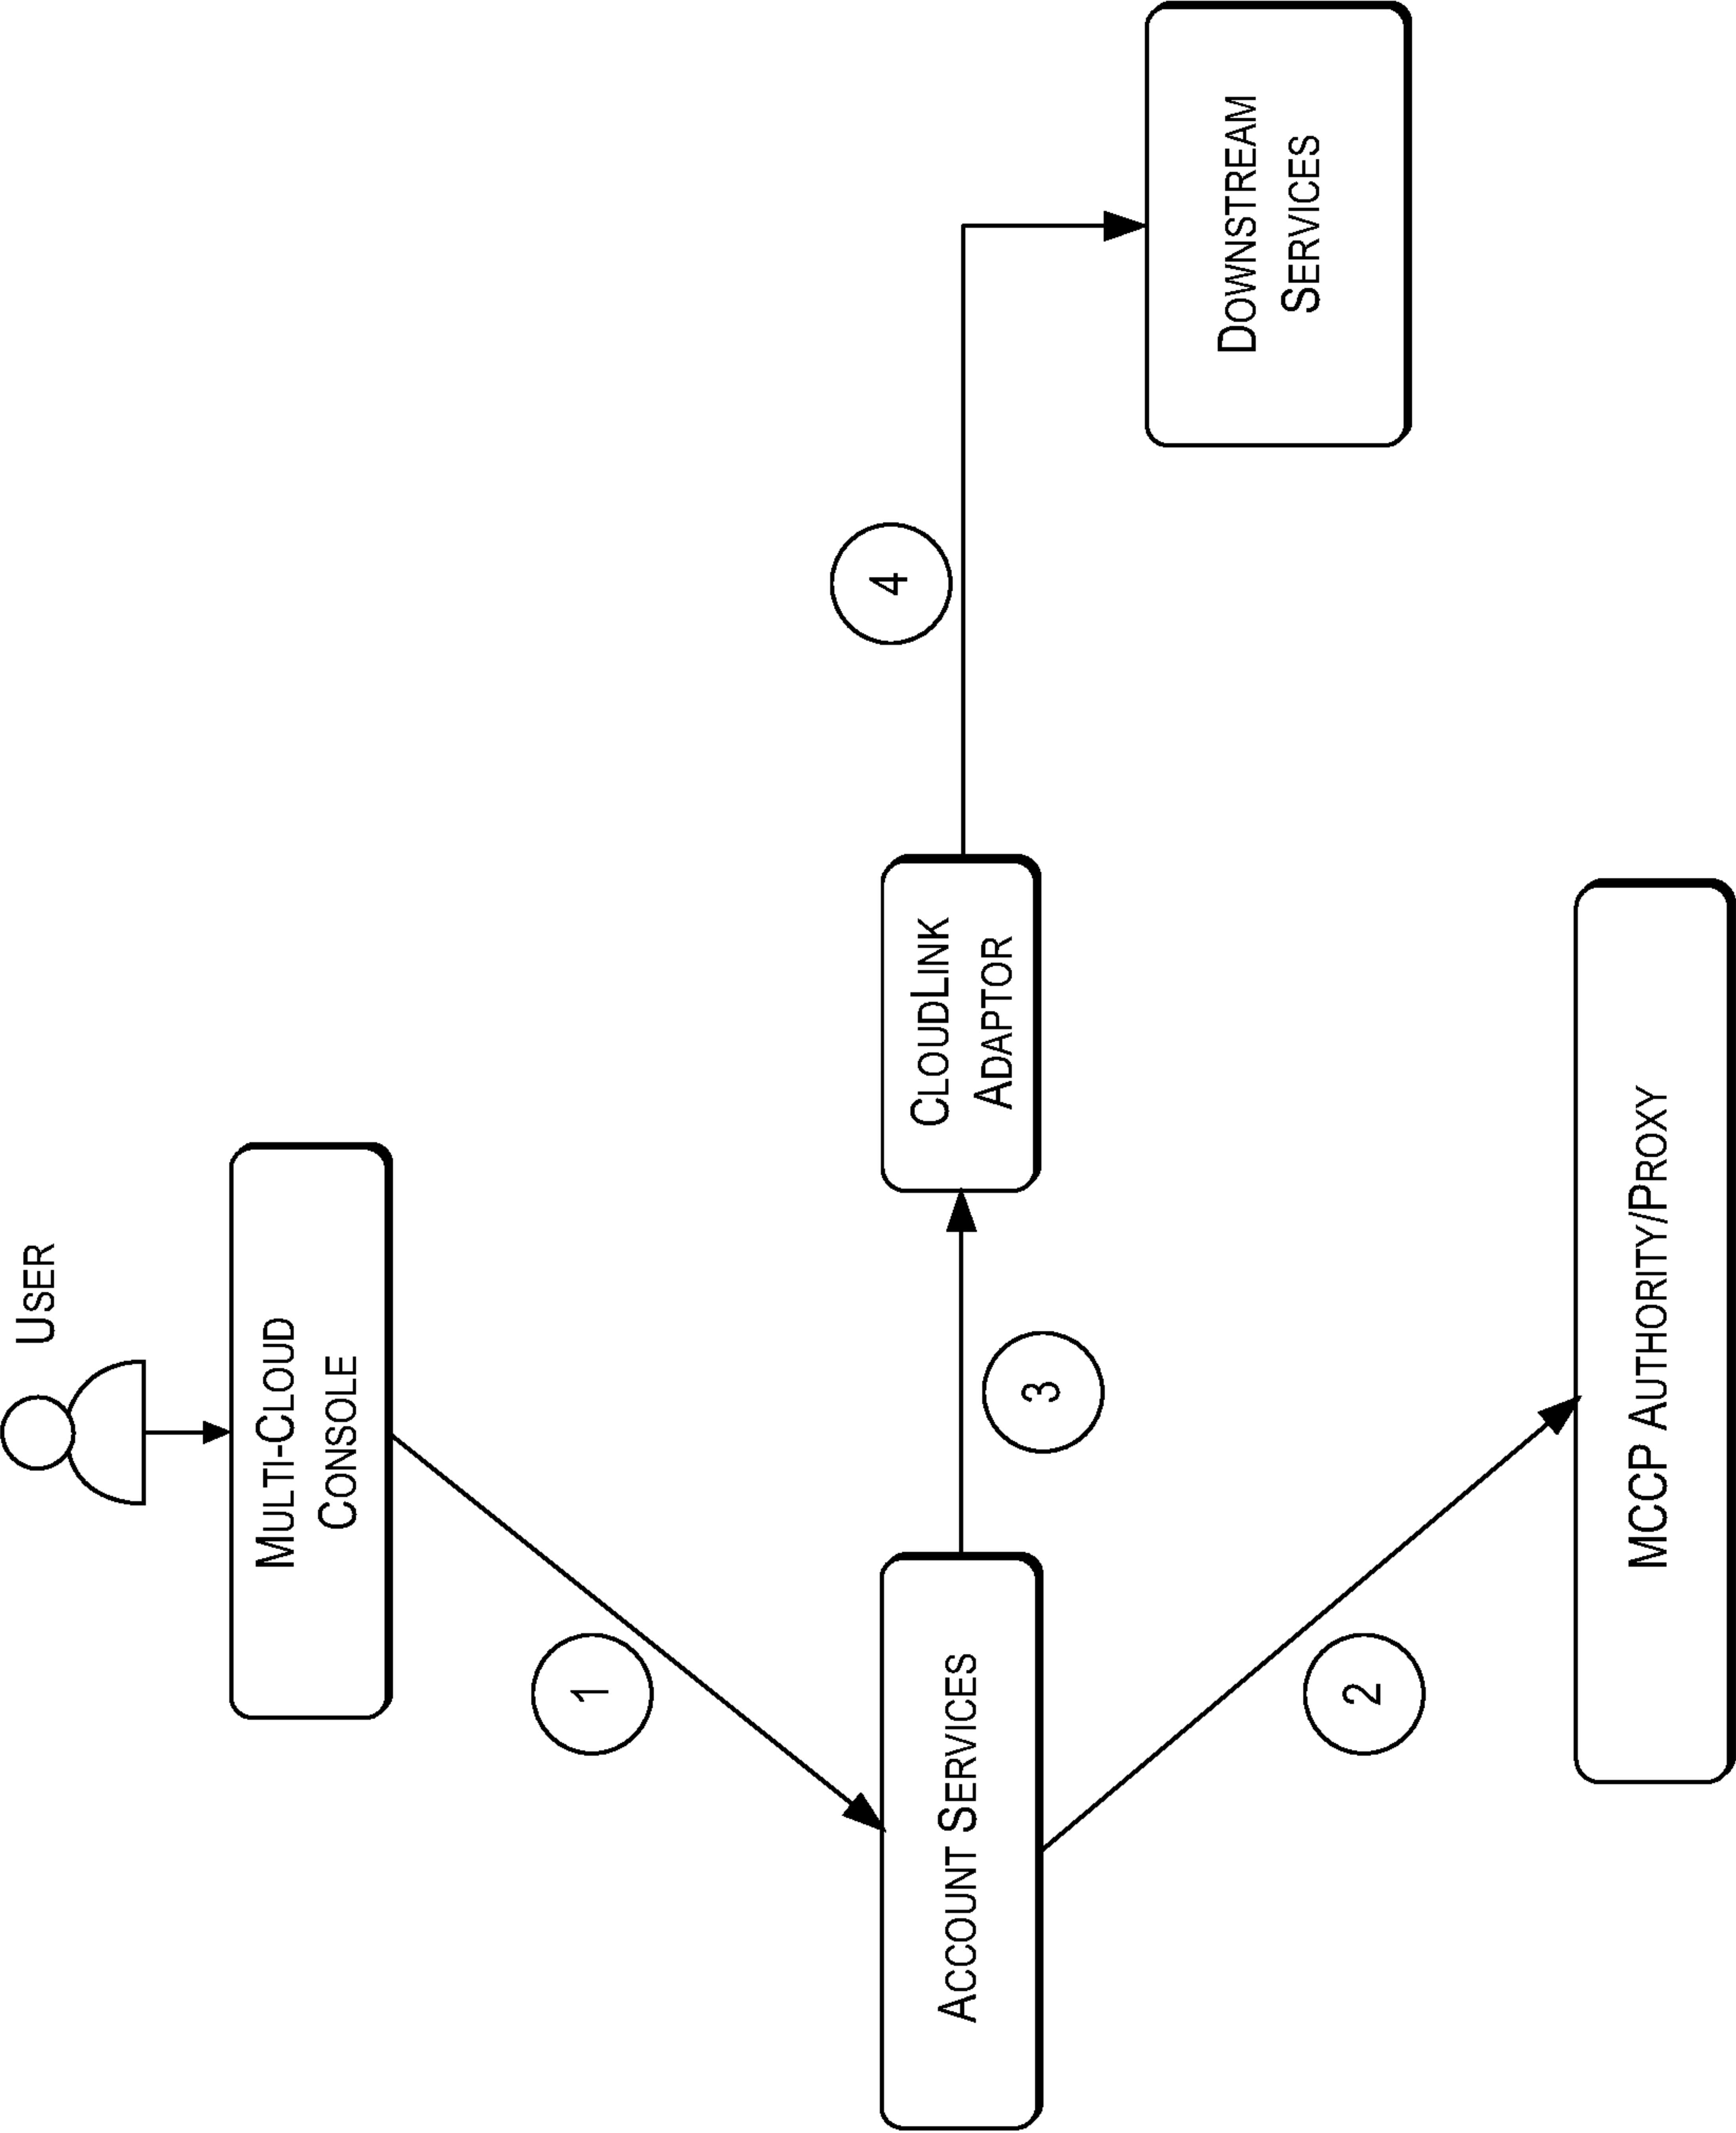 USER
MULTI-CLOUD
CONSOLE
1
ACCOUNT SERVICES
3
CLOUDLINK
ADAPTOR
4
DOWNSTREAM
SERVICES
2
MCCP AUTHORITY/PROXY